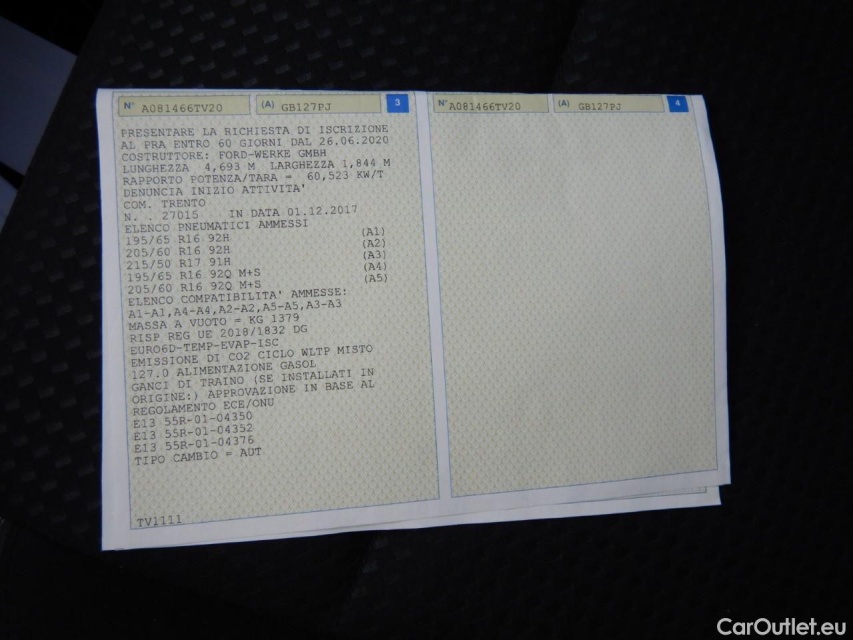 N° A081466TV20 (A) GB127PJ 3
PRESENTARE LA RICHIESTA DI ISCRIZIONE
AL PRA ENTRO 60 GIORNI DAL 26.06.2020
COSTRUTTORE: FORD-WERKE GMBH
LUNGHEZZA 4,693 M LARGHEZZA 1,844 M
RAPPORTO POTENZA/TARA = 60,523 KW/T
DENUNCIA INIZIO ATTIVITA'
COM. TRENTO
N. . 27015 IN DATA 01.12.2017
ELENCO PNEUMATICI AMMESSI
195/65 R16 92H (A1)
205/60 R16 92H (A2)
215/50 R17 91H (A3)
195/65 R16 92Q M+S (A4)
205/60 R16 92Q M+S (A5)
ELENCO COMPATIBILITA' AMMESSE:
A1-A1,A4-A4,A2-A2,A5-A5,A3-A3
MASSA A VUOTO = KG 1379
RISP REG UE 2018/1832 DG
EURO6D-TEMP-EVAP-ISC
EMISSIONE DI CO2 CICLO WLTP MISTO
127.0 ALIMENTAZIONE GASOL
GANCI DI TRAINO (SE INSTALLATI IN
ORIGINE:) APPROVAZIONE IN BASE AL
REGOLAMENTO ECE/ONU
E13 55R-01-04350
E13 55R-01-04352
E13 55R-01-04376
TIPO CAMBIO = AUT
TV1111
N° A081466TV20 (A) GB127PJ 4
CarOutlet.eu